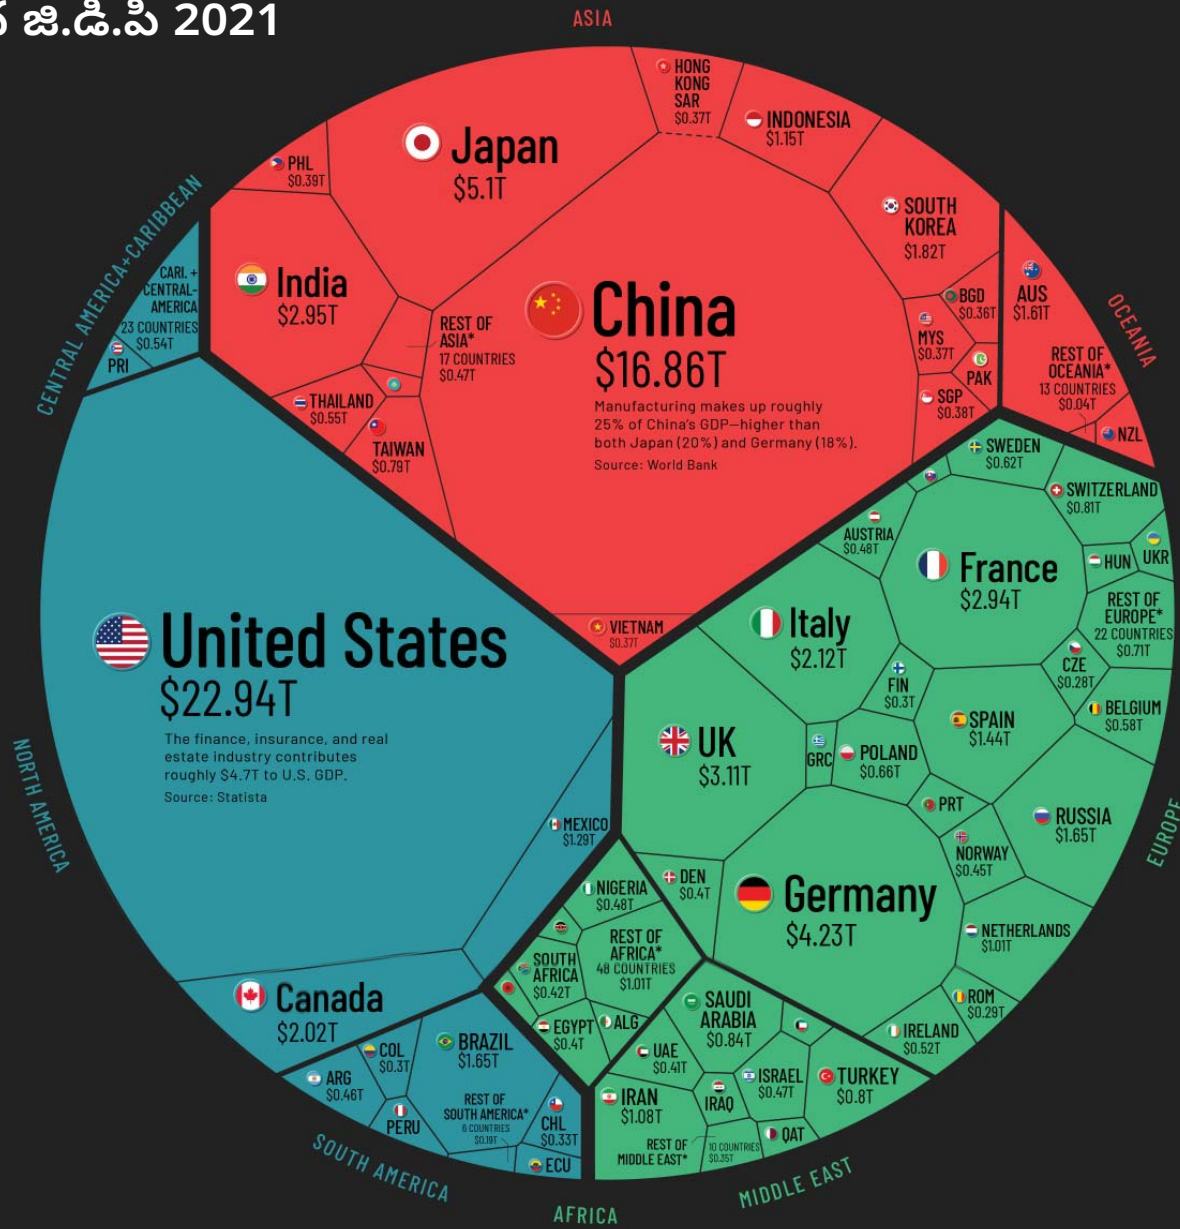 ജി.ഡി.പി 2021
ASIA
HONG
KONG
SAR
$0.37T
INDONESIA
$1.15T
Japan
$5.1T
PHL
$0.39T
SOUTH
KOREA
$1.82T
CENTRAL AMERICA+CARIBBEAN
CARI. +
CENTRAL-
AMERICA
23 COUNTRIES
$0.54T
PRI
India
$2.95T
China
$16.86T
Manufacturing makes up roughly
25% of China's GDP—higher than
both Japan (20%) and Germany (18%).
Source: World Bank
REST OF
ASIA*
17 COUNTRIES
$0.47T
BGD
$0.36T
MYS
$0.37T
PAK
SGP
$0.38T
THAILAND
$0.55T
TAIWAN
$0.79T
VIETNAM
$0.37T
OCEANIA
AUS
$1.61T
REST OF
OCEANIA*
13 COUNTRIES
$0.04T
NZL
SWEDEN
$0.62T
SWITZERLAND
$0.81T
AUSTRIA
$0.48T
France
$2.94T
HUN
UKR
REST OF
EUROPE*
22 COUNTRIES
$0.71T
Italy
$2.12T
FIN
$0.3T
CZE
$0.28T
BELGIUM
$0.58T
SPAIN
$1.44T
UK
$3.11T
GRC
POLAND
$0.66T
PRT
RUSSIA
$1.65T
NORWAY
$0.45T
EUROPE
DEN
$0.4T
Germany
$4.23T
NETHERLANDS
$1.01T
ROM
$0.29T
IRELAND
$0.52T
United States
$22.94T
The finance, insurance, and real
estate industry contributes
roughly $4.7T to U.S. GDP.
Source: Statista
NORTH AMERICA
MEXICO
$1.29T
Canada
$2.02T
NIGERIA
$0.48T
REST OF
AFRICA*
48 COUNTRIES
$1.01T
SOUTH
AFRICA
$0.42T
EGYPT
$0.4T
ALG
SAUDI
ARABIA
$0.84T
UAE
$0.41T
ISRAEL
$0.47T
TURKEY
$0.8T
IRAN
$1.08T
IRAQ
QAT
REST OF
MIDDLE EAST*
10 COUNTRIES
$0.35T
COL
$0.3T
BRAZIL
$1.65T
ARG
$0.46T
PERU
REST OF
SOUTH AMERICA*
6 COUNTRIES
$0.19T
CHL
$0.33T
ECU
SOUTH AMERICA
AFRICA
MIDDLE EAST